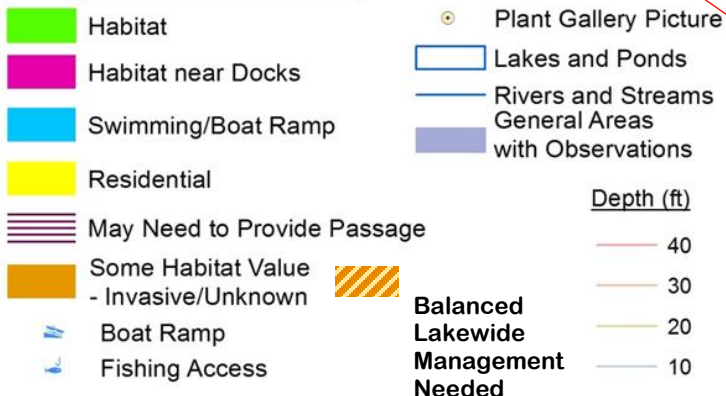 Habitat
Habitat near Docks
Swimming/Boat Ramp
Residential
May Need to Provide Passage
Some Habitat Value
- Invasive/Unknown
Boat Ramp
Fishing Access
Balanced
Lakewide
Management
Needed
Plant Gallery Picture
Lakes and Ponds
Rivers and Streams
General Areas
with Observations
Depth (ft)
40
30
20
10